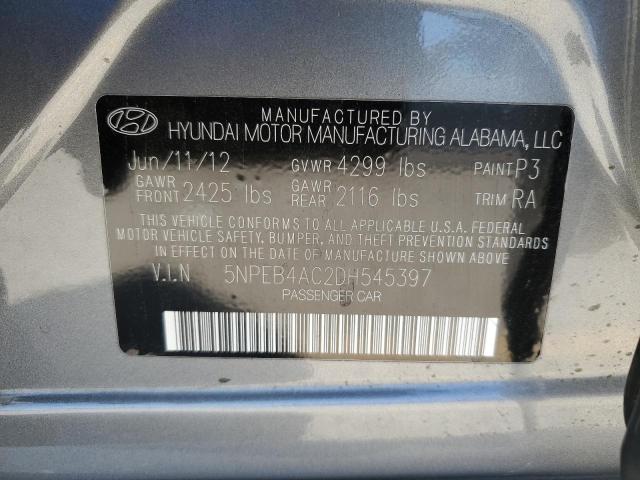 MANUFACTURED BY
HYUNDAI MOTOR MANUFACTURING ALABAMA, LLC
Jun/11/12 GVWR 4299 lbs PAINT P3
GAWR FRONT 2425 lbs GAWR REAR 2116 lbs TRIM RA
THIS VEHICLE CONFORMS TO ALL APPLICABLE U.S.A. FEDERAL
MOTOR VEHICLE SAFETY, BUMPER, AND THEFT STANDARDS
IN EFFECT ON THE DATE OF MANUFACTURE SHOWN ABOVE
V.I.N 5NPEB4AC2DH545397
PASSENGER CAR